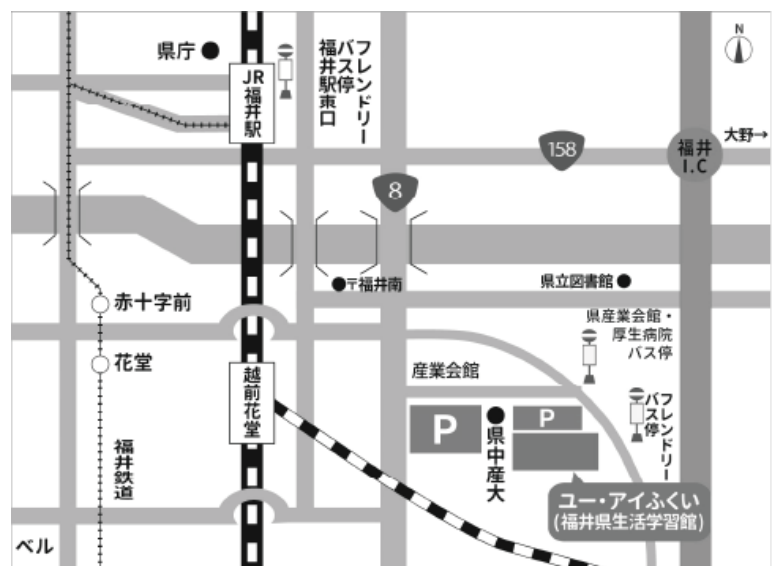 県庁
JR
福井駅
フレンドリー
バス停
福井駅東口
N
大野→
158
福井
I.C
8
〒福井南
県立図書館
赤十字前
県産業会館・
厚生病院
バス停
花堂
産業会館
越前花堂
フレンドリー
バス停
P
P
県中産大
福井鉄道
ユー・アイふくい
(福井県生活学習館)
ベル